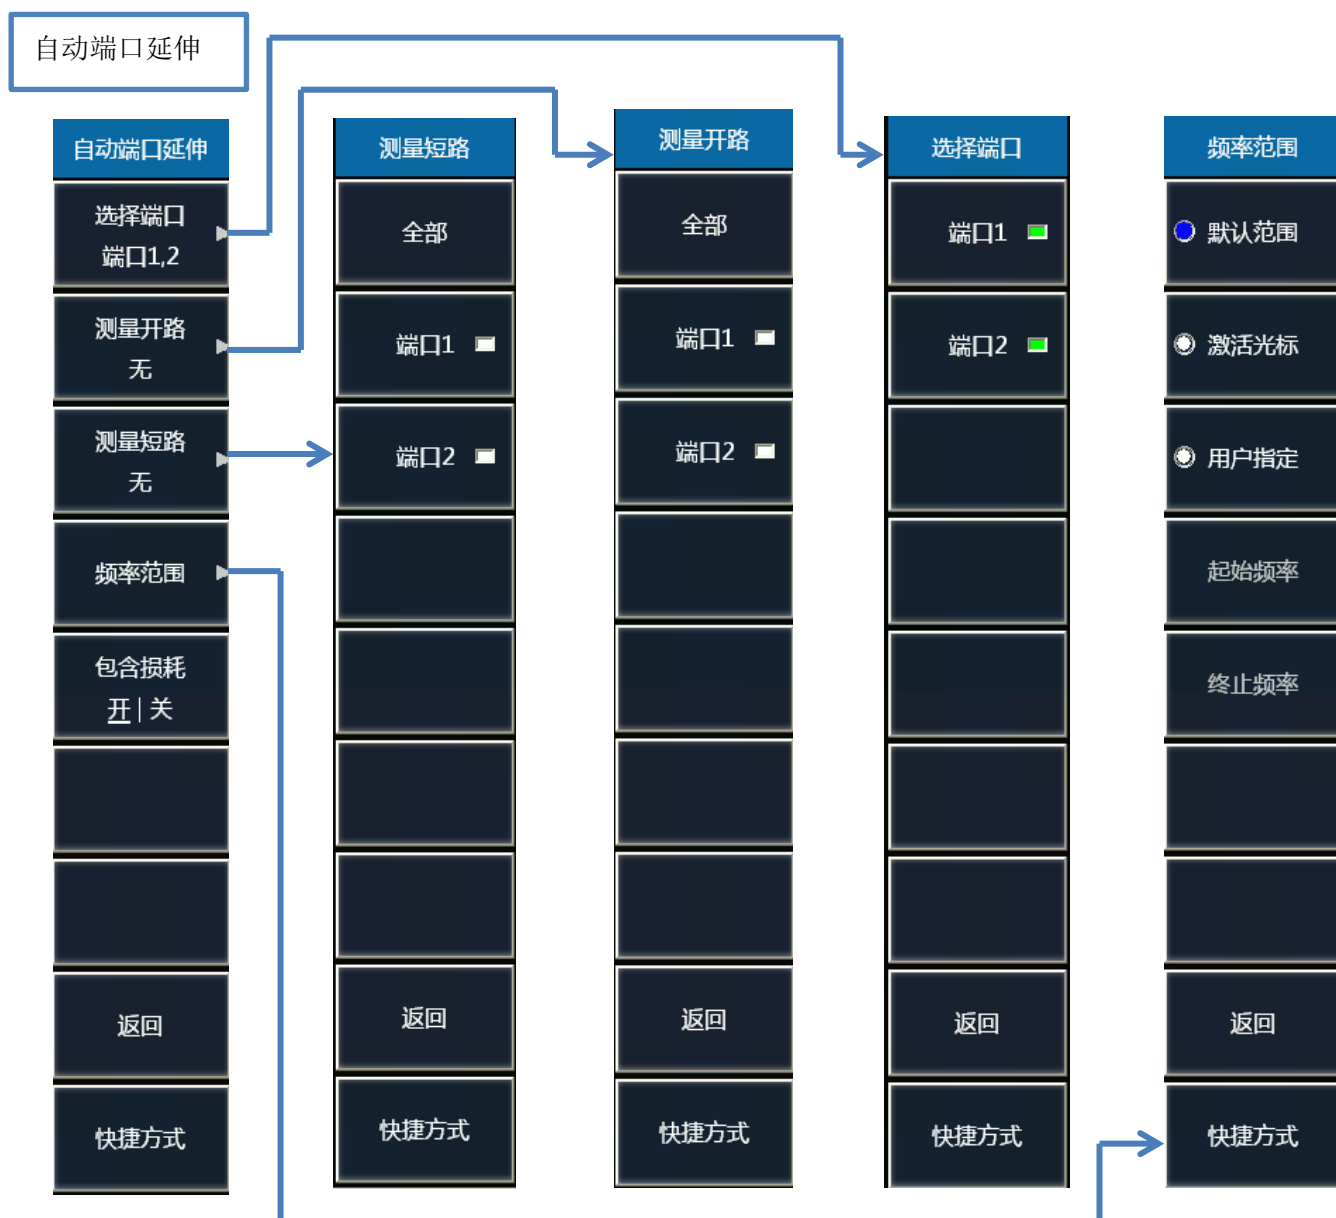 自动端口延伸
自动端口延伸
选择端口
端口1,2
测量开路
无
测量短路
无
频率范围
包含损耗
开|关
返回
快捷方式
测量短路
全部
端口1
端口2
返回
快捷方式
测量开路
全部
端口1
端口2
返回
快捷方式
选择端口
端口1
端口2
返回
快捷方式
频率范围
默认范围
激活光标
用户指定
起始频率
终止频率
返回
快捷方式